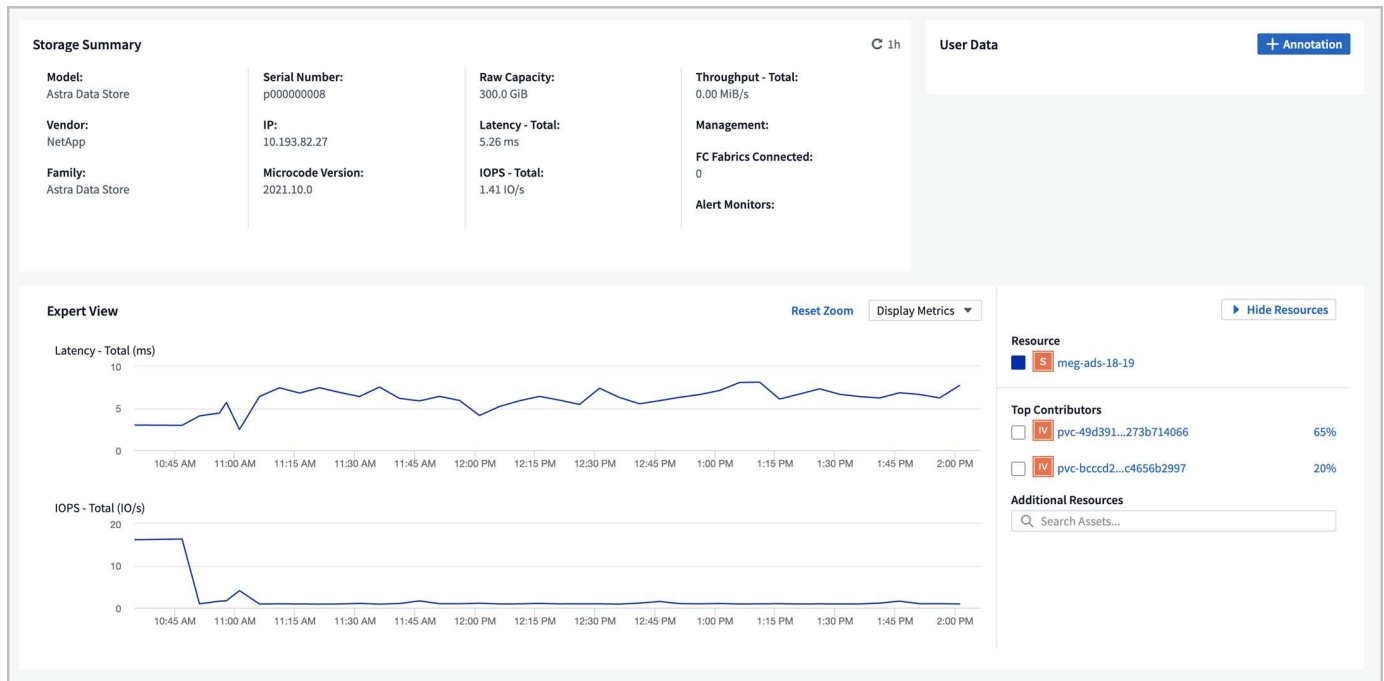 Storage Summary
1h
Model:
Astra Data Store
Vendor:
NetApp
Family:
Astra Data Store
Serial Number:
p000000008
IP:
10.193.82.27
Microcode Version:
2021.10.0
Raw Capacity:
300.0 GiB
Latency - Total:
5.26 ms
IOPS - Total:
1.41 IO/s
Throughput - Total:
0.00 MiB/s
Management:
FC Fabrics Connected:
0
Alert Monitors:
User Data
+ Annotation
Expert View
Reset Zoom
Display Metrics
Latency - Total (ms)
10
5
0
10:45 AM 11:00 AM 11:15 AM 11:30 AM 11:45 AM 12:00 PM 12:15 PM 12:30 PM 12:45 PM 1:00 PM 1:15 PM 1:30 PM 1:45 PM 2:00 PM
IOPS - Total (IO/s)
20
10
0
10:45 AM 11:00 AM 11:15 AM 11:30 AM 11:45 AM 12:00 PM 12:15 PM 12:30 PM 12:45 PM 1:00 PM 1:15 PM 1:30 PM 1:45 PM 2:00 PM
Hide Resources
Resource
S meg-ads-18-19
Top Contributors
IV pvc-49d391...273b714066 65%
IV pvc-bcccd2...c4656b2997 20%
Additional Resources
Search Assets...